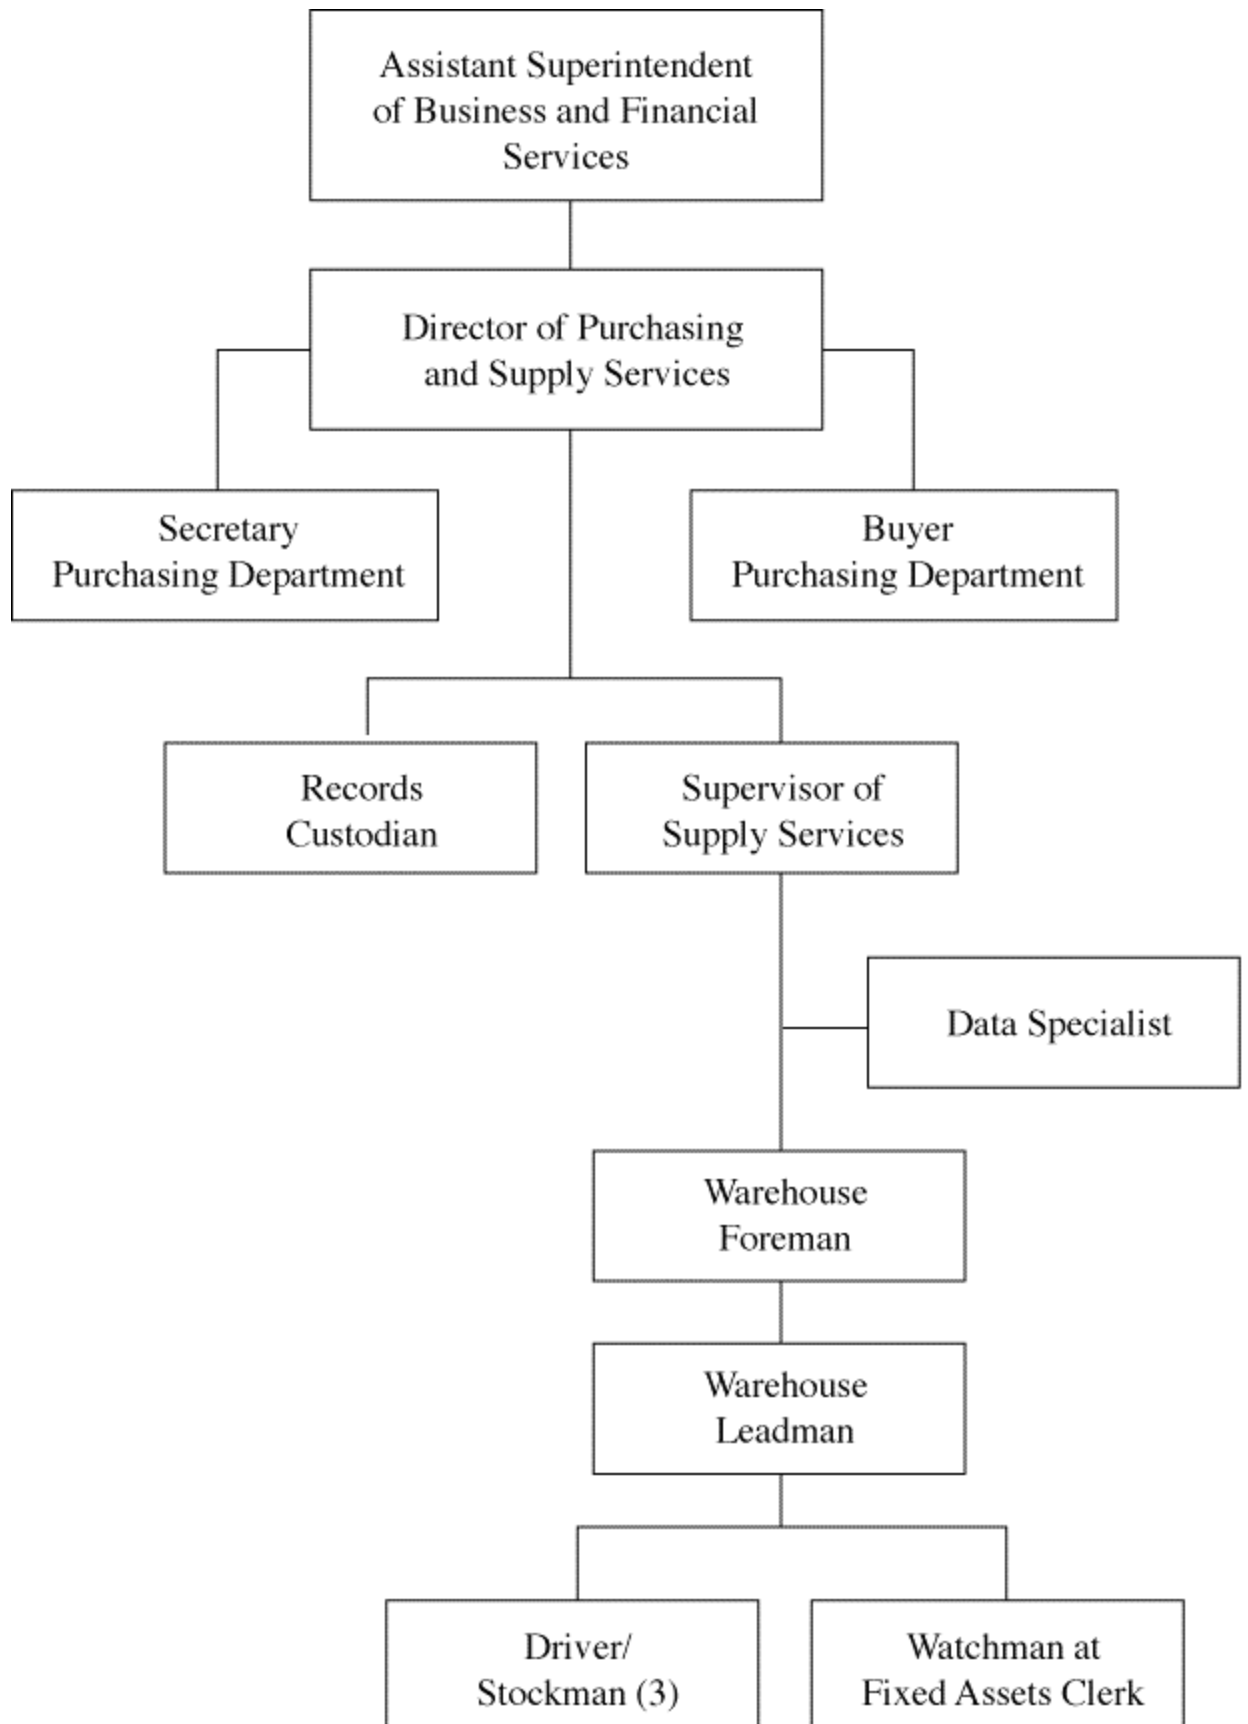 Assistant Superintendent
of Business and Financial
Services
Director of Purchasing
and Supply Services
Secretary
Purchasing Department
Buyer
Purchasing Department
Records
Custodian
Supervisor of
Supply Services
Data Specialist
Warehouse
Foreman
Warehouse
Leadman
Driver/
Stockman (3)
Watchman at
Fixed Assets Clerk